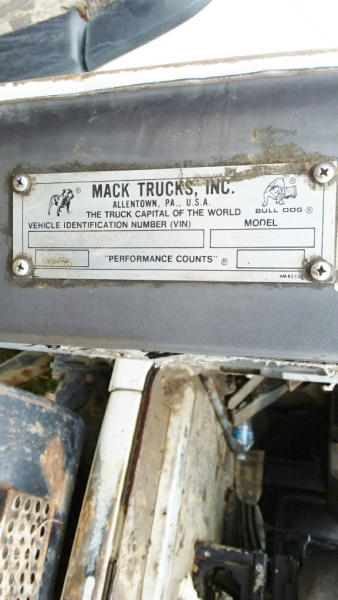 MACK TRUCKS, INC.
ALLENTOWN, PA., U.S.A.
THE TRUCK CAPITAL OF THE WORLD
BULL DOG ®
VEHICLE IDENTIFICATION NUMBER (VIN) MODEL
"PERFORMANCE COUNTS" ®